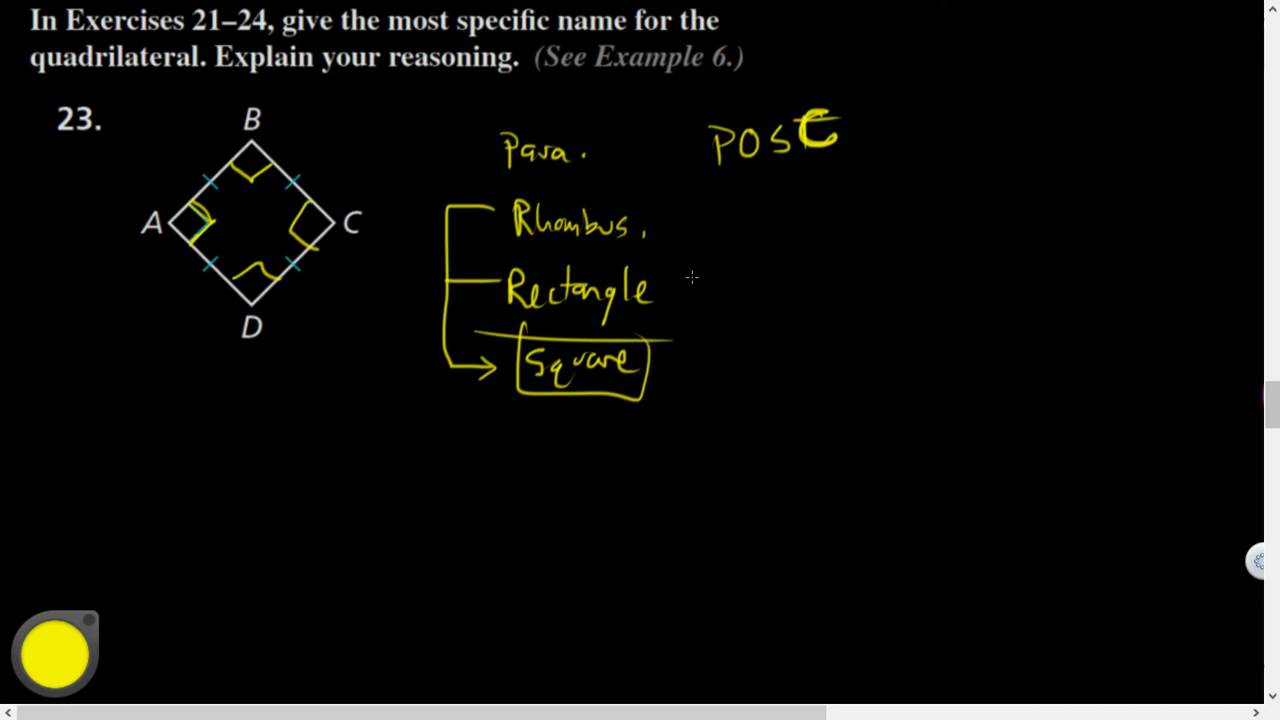 In Exercises 21–24, give the most specific name for the
quadrilateral. Explain your reasoning. (See Example 6.)
23.
B
A
C
D
Para.
POSC
Rhombus.
Rectangle
Square